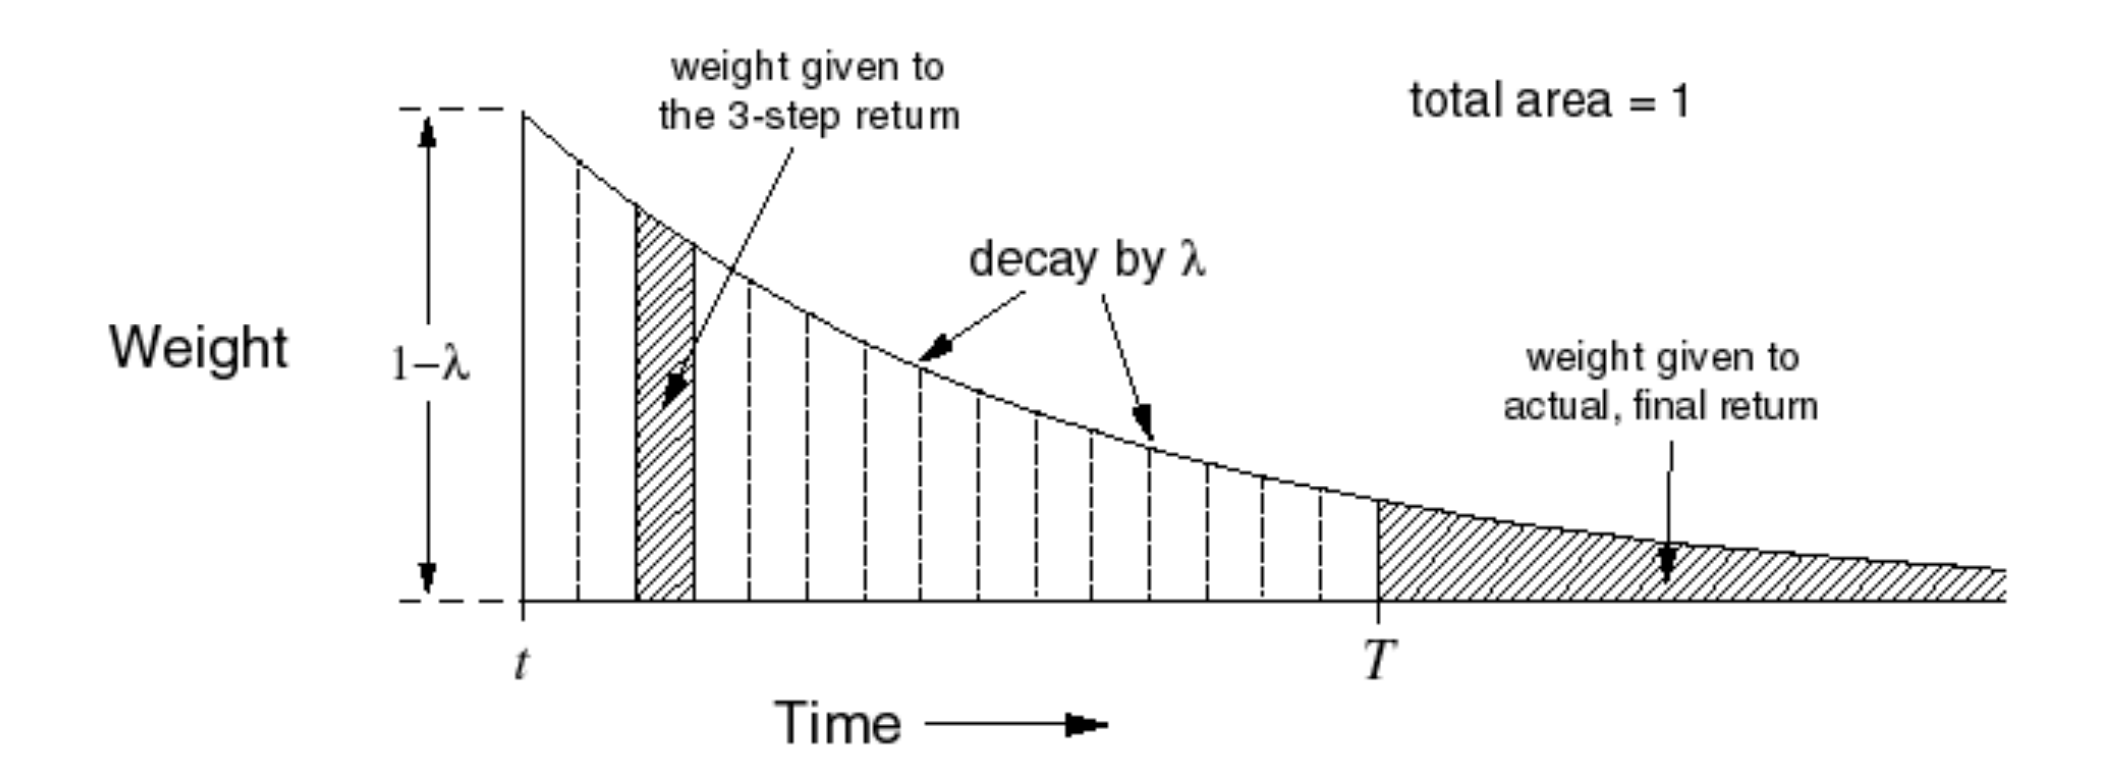 weight given to
the 3-step return
total area = 1
decay by λ
Weight
1−λ
weight given to
actual, final return
t
T
Time